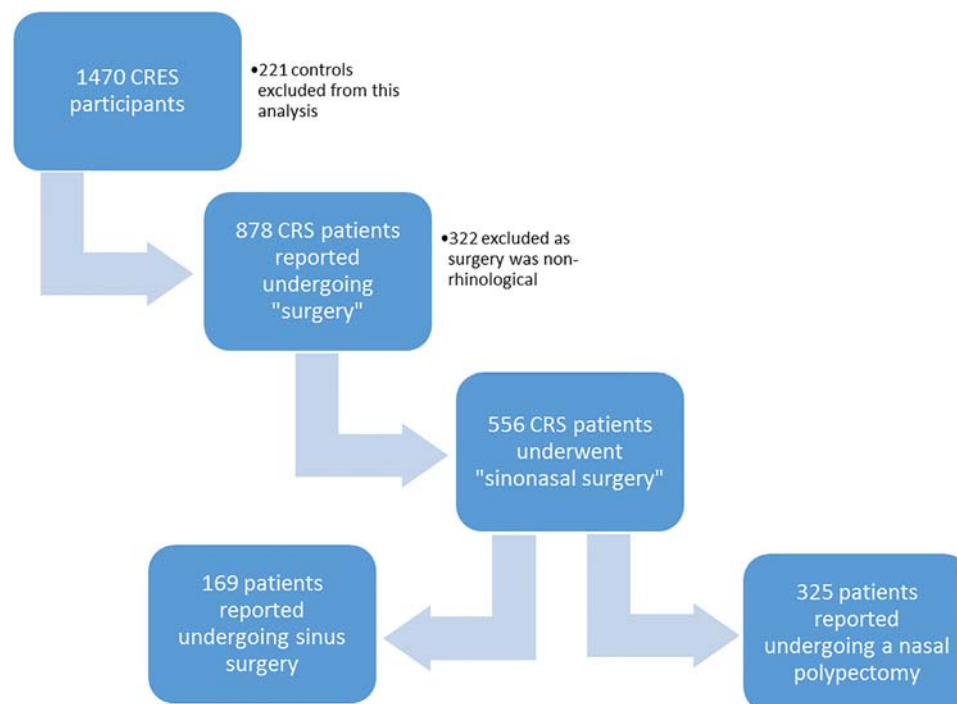 1470 CRES
participants
•221 controls
excluded from this
analysis
878 CRS patients
reported
undergoing
"surgery"
•322 excluded as
surgery was non-
rhinological
556 CRS patients
underwent
"sinonasal surgery"
169 patients
reported
undergoing sinus
surgery
325 patients
reported
undergoing a nasal
polypectomy